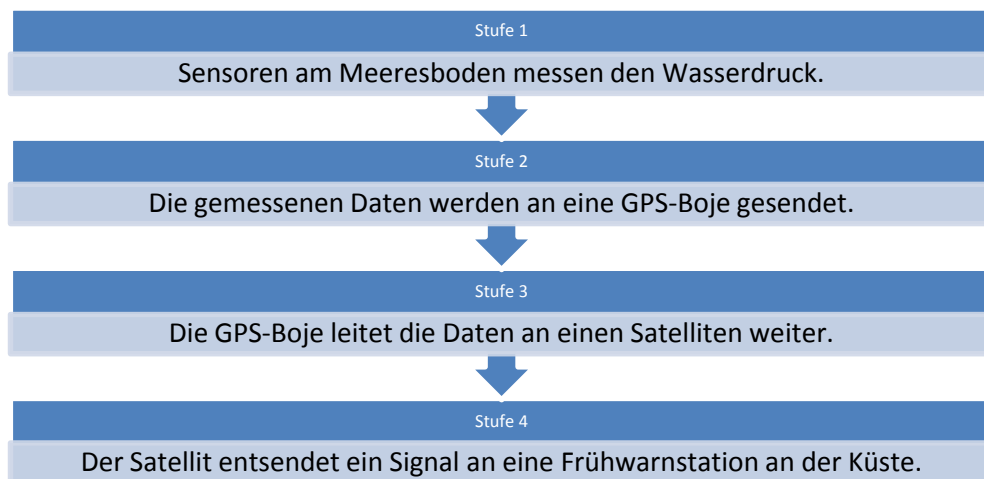 Stufe 1
Sensoren am Meeresboden messen den Wasserdruck.
Stufe 2
Die gemessenen Daten werden an eine GPS-Boje gesendet.
Stufe 3
Die GPS-Boje leitet die Daten an einen Satelliten weiter.
Stufe 4
Der Satellit entsendet ein Signal an eine Frühwarnstation an der Küste.